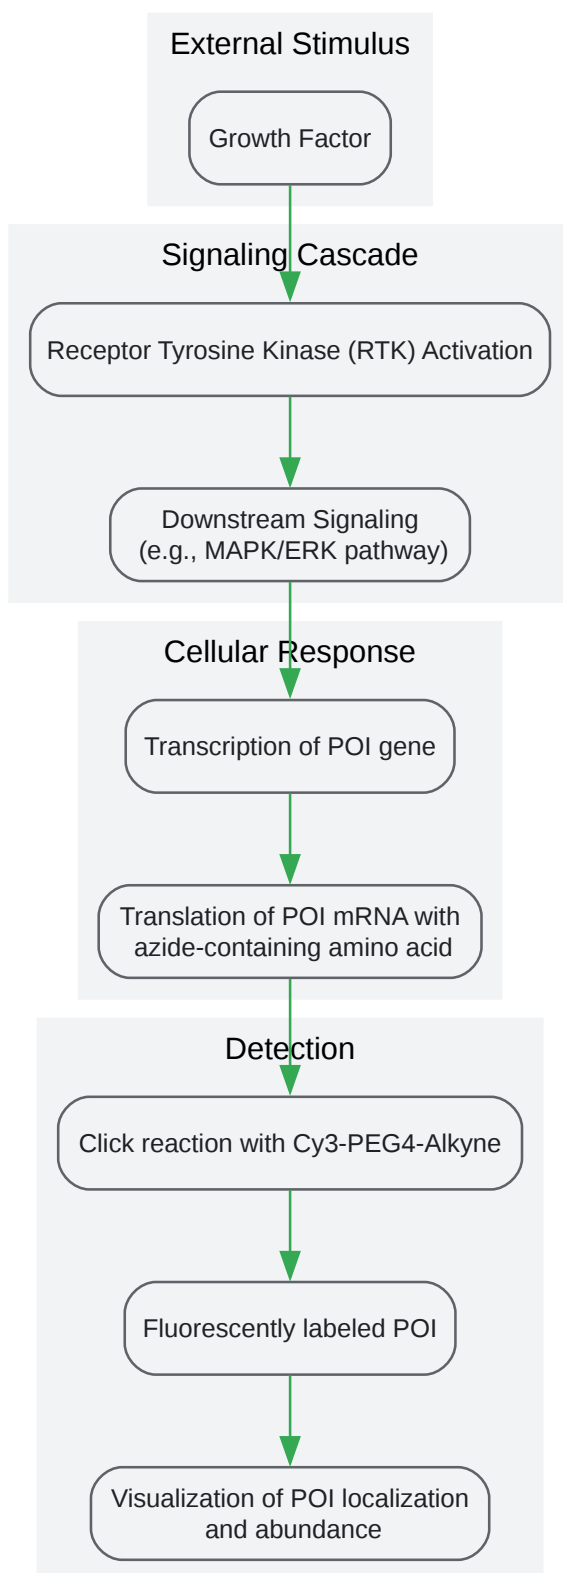 External Stimulus
Growth Factor
Signaling Cascade
Receptor Tyrosine Kinase (RTK) Activation
Downstream Signaling
(e.g., MAPK/ERK pathway)
Cellular Response
Transcription of POI gene
Translation of POI mRNA with
azide-containing amino acid
Detection
Click reaction with Cy3-PEG4-Alkyne
Fluorescently labeled POI
Visualization of POI localization
and abundance